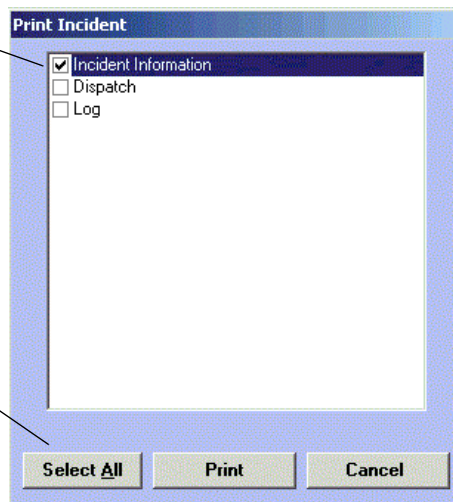 Print Incident
Incident Information
Dispatch
Log
Select All Print Cancel